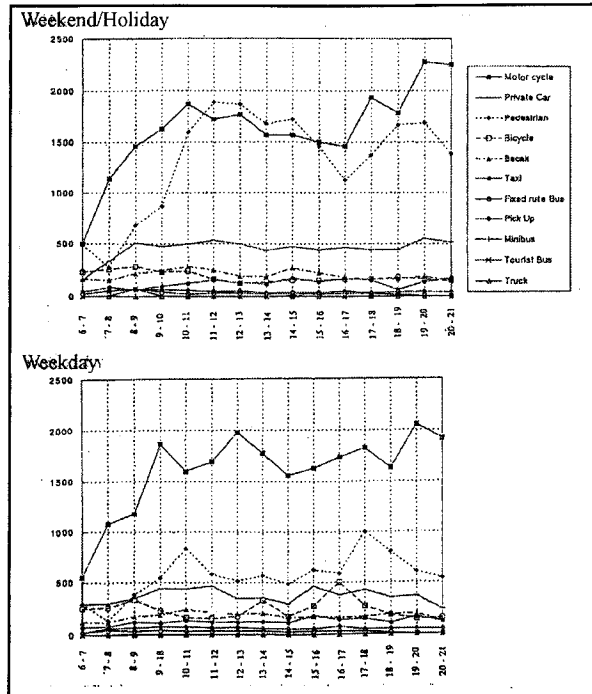 Weekend/Holiday
2500
2000
1500
1000
500
0
6 - 7
7 - 8
8 - 9
9 - 10
10 - 11
11 - 12
12 - 13
13 - 14
14 - 15
15 - 16
16 - 17
17 - 18
18 - 19
19 - 20
20 - 21
Motor cycle
Private Car
Pedestrian
Bicycle
Becak
Taxi
Fixed rute Bus
Pick Up
Minibus
Tourist Bus
Truck
Weekday
2500
2000
1500
1000
500
0
6 - 7
7 - 8
8 - 9
9 - 10
10 - 11
11 - 12
12 - 13
13 - 14
14 - 15
15 - 16
16 - 17
17 - 18
18 - 19
19 - 20
20 - 21